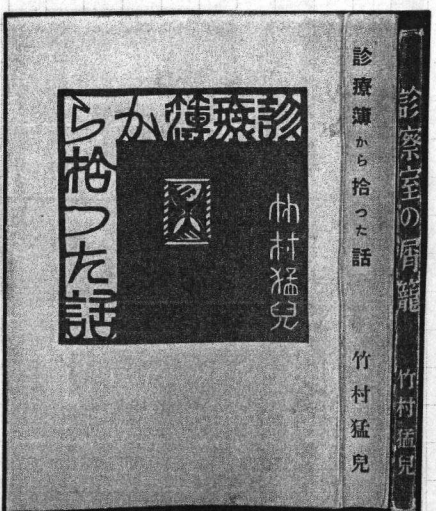 診療簿か
ら拾つた話
竹村猛兒
診療簿から拾つた話　竹村猛兒
診察室の屑籠　竹村猛兒